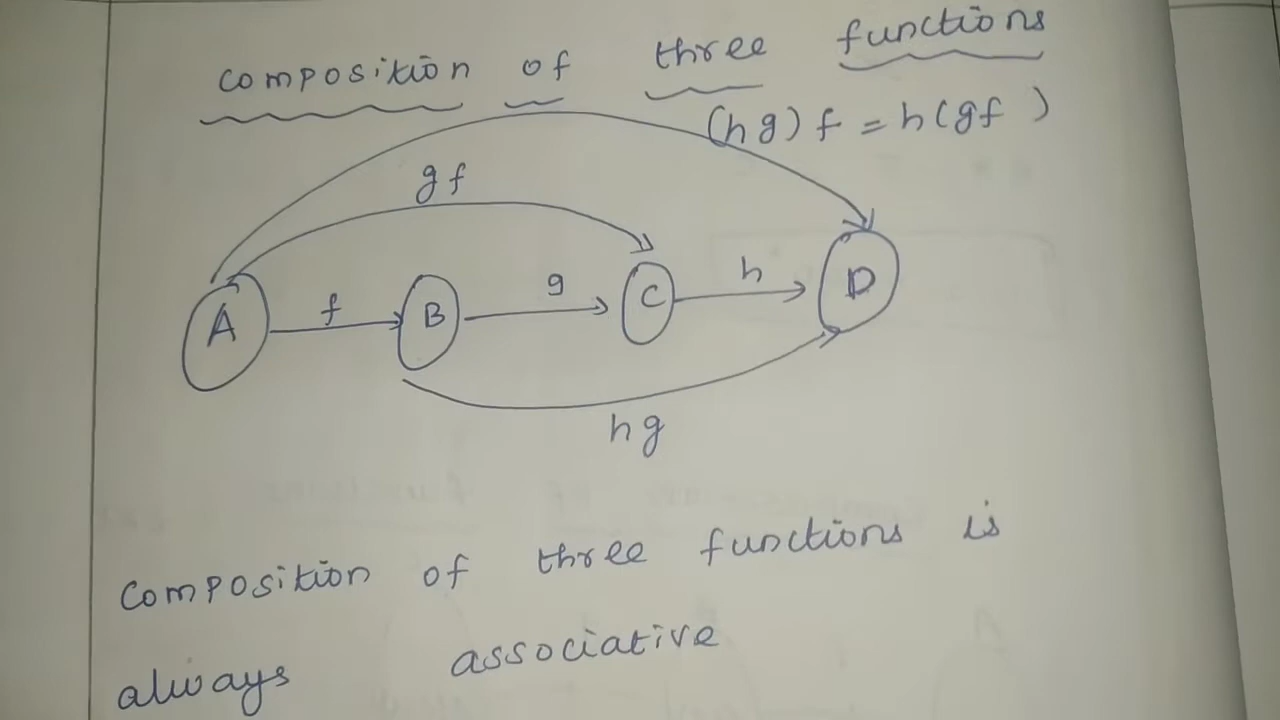 composition of three functions
(hg) f = h(gf )
gf
A f B g C h D
hg
composition of three functions is
always associative